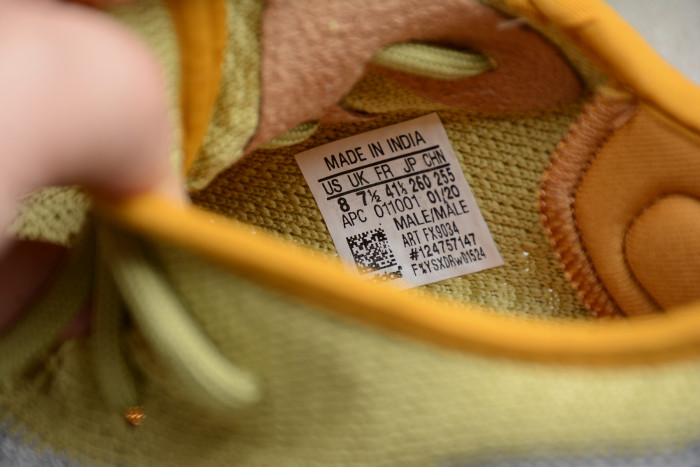 MADE IN INDIA
US UK FR JP CHN
8 7½ 41⅓ 260 255
APC 011001 01/20
MALE/MALE
ART FX9034
#124757147
F%YSXDRw01524